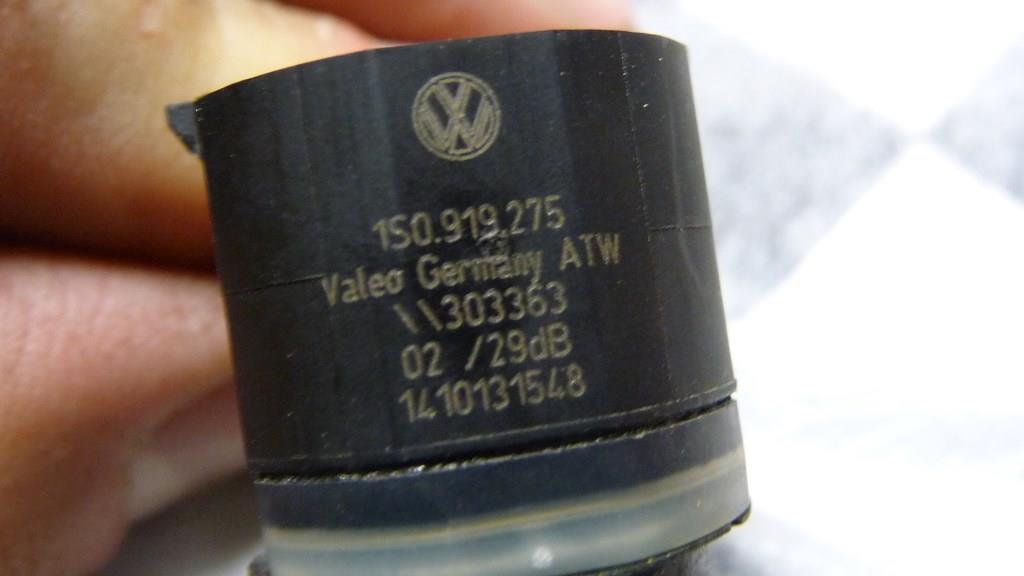 1S0.919.275
Valeo Germany ATW
\\303363
02 /29dB
1410131548